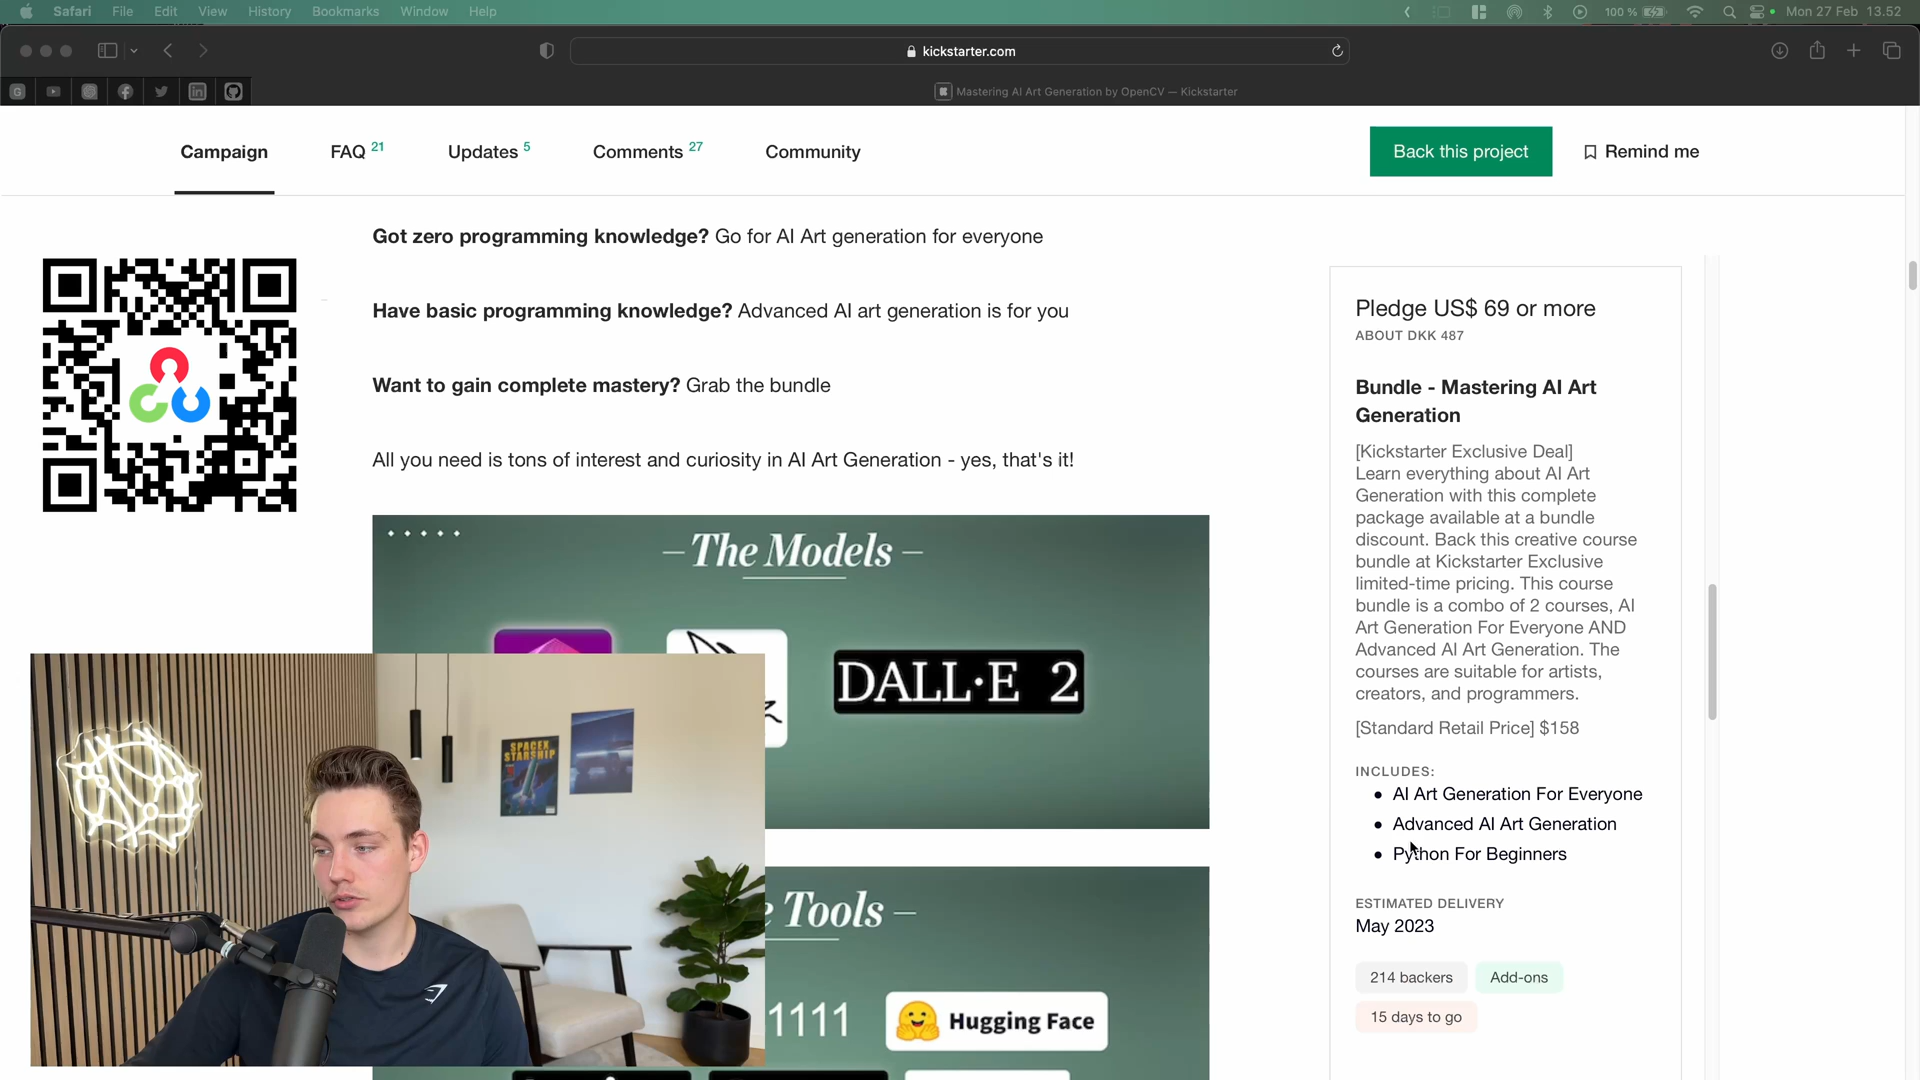 Safari File Edit View History Bookmarks Window Help
100 % Mon 27 Feb 13.52
kickstarter.com
Mastering AI Art Generation by OpenCV — Kickstarter
Campaign FAQ 21 Updates 5 Comments 27 Community
Back this project Remind me
Got zero programming knowledge? Go for AI Art generation for everyone
Have basic programming knowledge? Advanced AI art generation is for you
Want to gain complete mastery? Grab the bundle
All you need is tons of interest and curiosity in AI Art Generation - yes, that's it!
— The Models —
DALL·E 2
SPACEX
STARSHIP
Tools —
1111
Hugging Face
Pledge US$ 69 or more
ABOUT DKK 487
Bundle - Mastering AI Art
Generation
[Kickstarter Exclusive Deal]
Learn everything about AI Art
Generation with this complete
package available at a bundle
discount. Back this creative course
bundle at Kickstarter Exclusive
limited-time pricing. This course
bundle is a combo of 2 courses, AI
Art Generation For Everyone AND
Advanced AI Art Generation. The
courses are suitable for artists,
creators, and programmers.
[Standard Retail Price] $158
INCLUDES:
• AI Art Generation For Everyone
• Advanced AI Art Generation
• Python For Beginners
ESTIMATED DELIVERY
May 2023
214 backers Add-ons
15 days to go